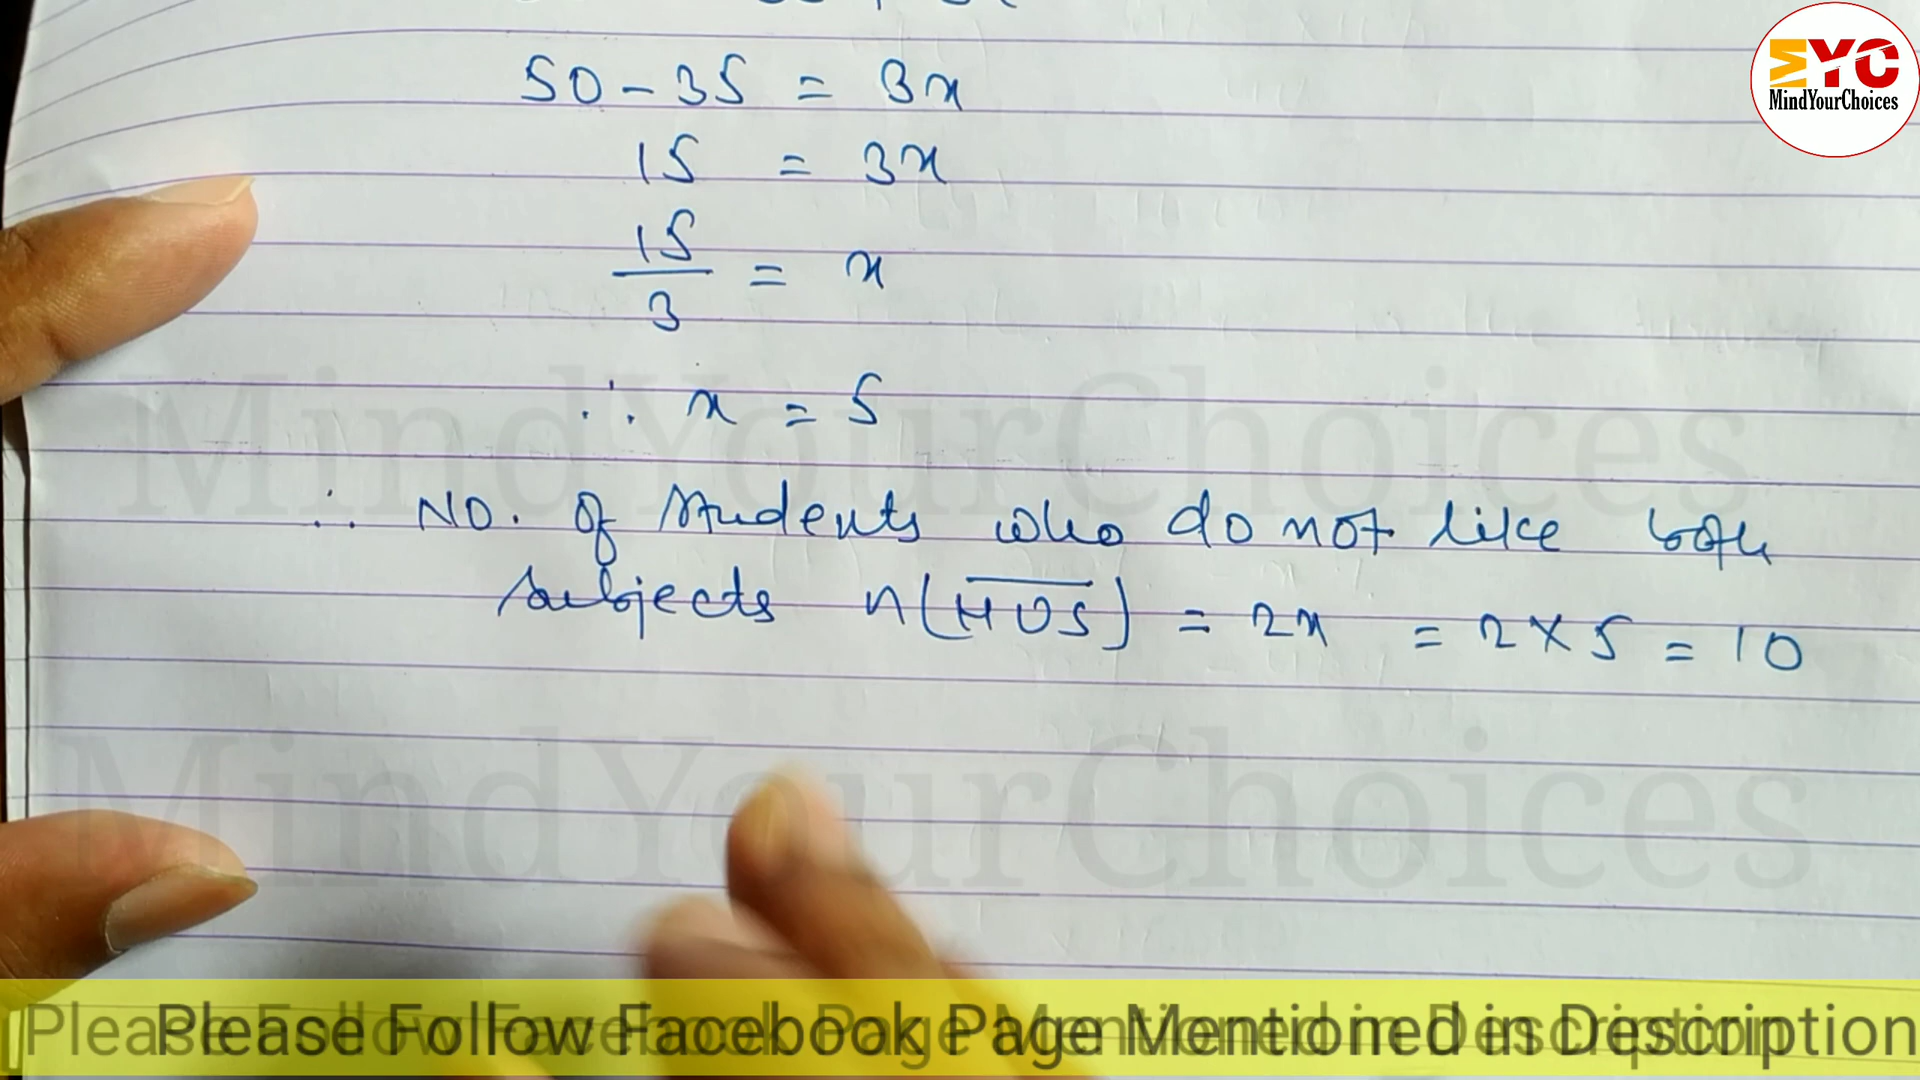 50 - 35 = 3x
15 = 3x
15/3 = x
∴ x = 5
∴ No. of students who do not like both
subjects n(H∪S)̅ = 2x = 2 × 5 = 10
MYC
MindYourChoices
MindYourChoices
MindYourChoices
Please Follow Facebook Page Mentioned in Description